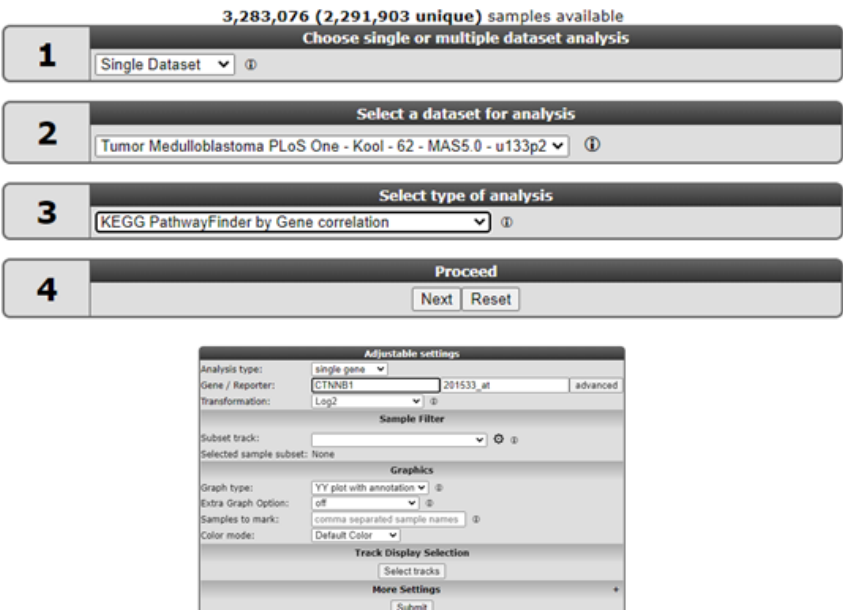 3,283,076 (2,291,903 unique) samples available
1
Choose single or multiple dataset analysis
Single Dataset
2
Select a dataset for analysis
Tumor Medulloblastoma PLoS One - Kool - 62 - MAS5.0 - u133p2
3
Select type of analysis
KEGG PathwayFinder by Gene correlation
4
Proceed
Next Reset
Adjustable settings
Analysis type: single gene
Gene / Reporter: CTNNB1 201533_at advanced
Transformation: Log2
Sample Filter
Subset track:
Selected sample subset: None
Graphics
Graph type: YY plot with annotation
Extra Graph Option: off
Samples to mark: comma separated sample names
Color mode: Default Color
Track Display Selection
Select tracks
More Settings +
Submit